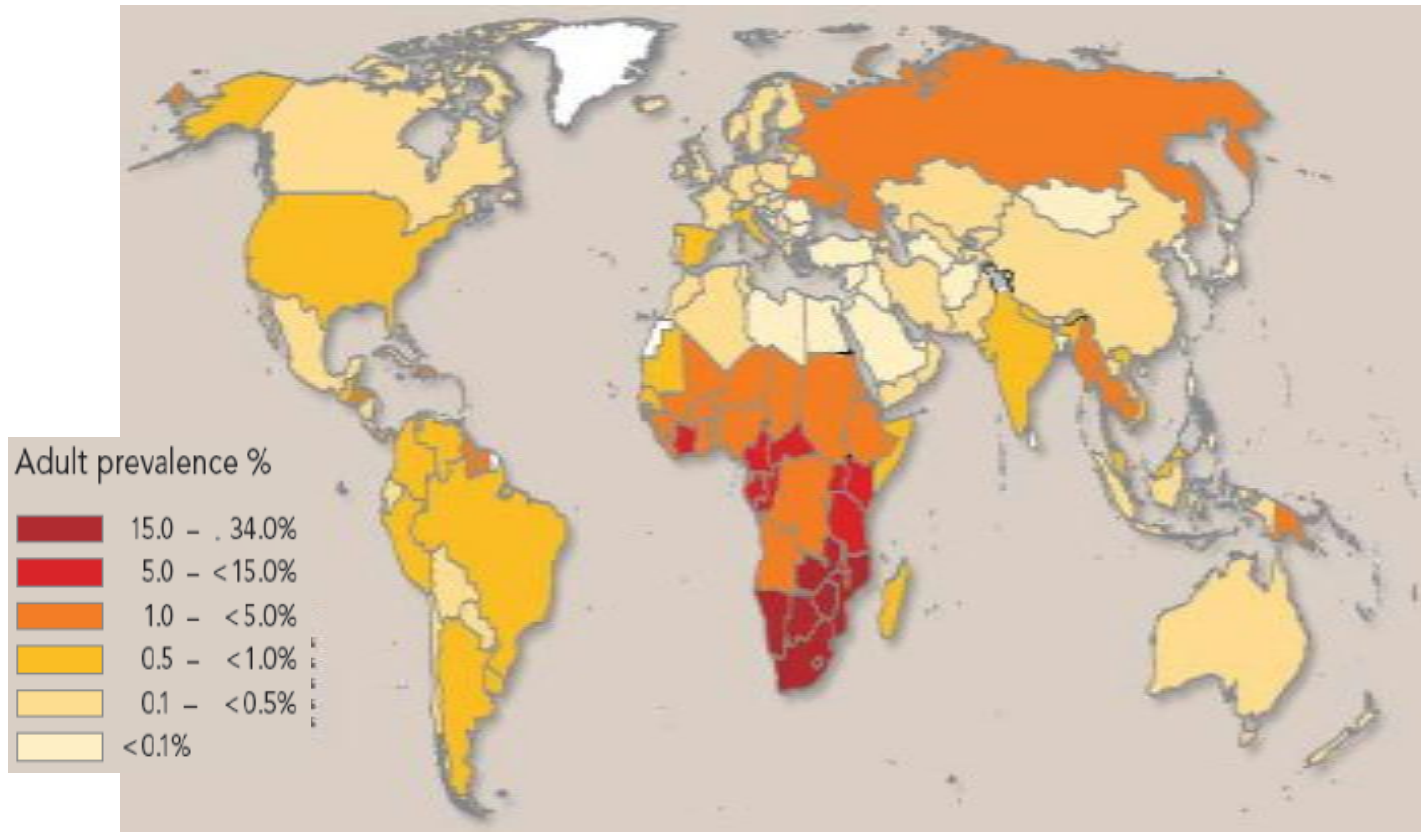 Adult prevalence %
15.0 – . 34.0%
5.0 – <15.0%
1.0 – <5.0%
0.5 – <1.0%
0.1 – <0.5%
<0.1%